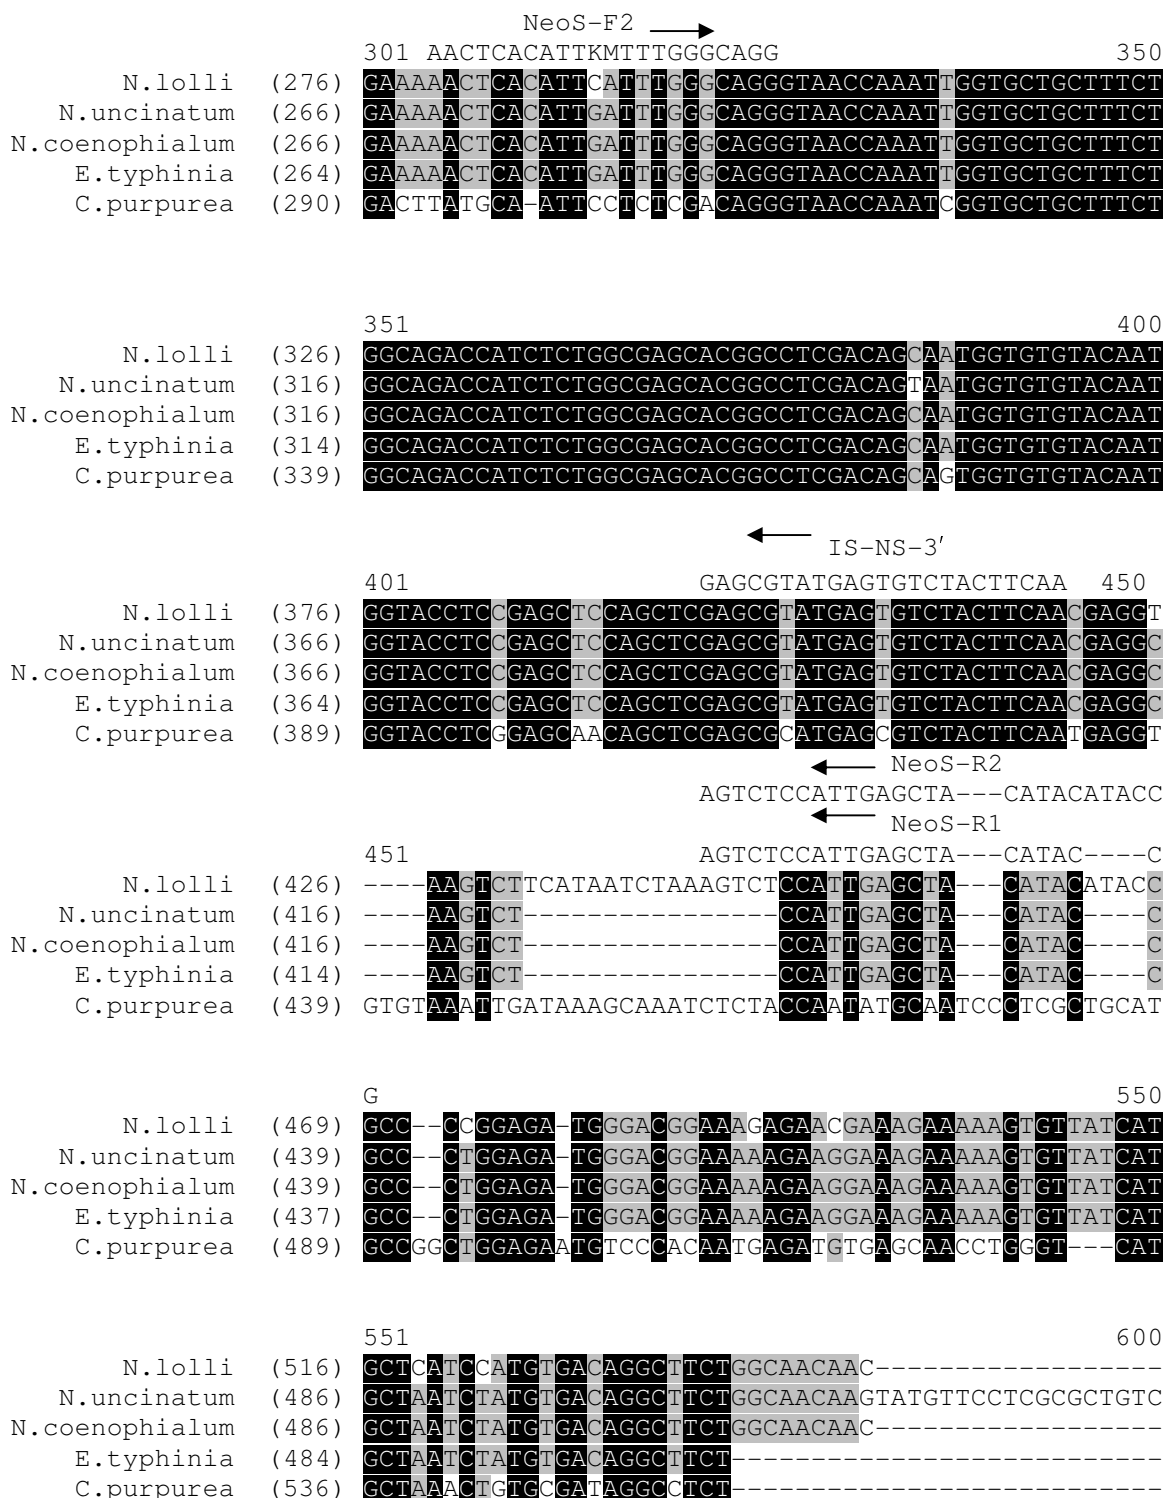 NeoS-F2
301 AACTCACATTKMTTTGGGCAGG 350
N.lolli (276) GAAAAACTCACATTCATTTGGGCAGGGTAACCAAATTGGTGCTGCTTTCT
N.uncinatum (266) GAAAAACTCACATTGATTTGGGCAGGGTAACCAAATTGGTGCTGCTTTCT
N.coenophialum (266) GAAAAACTCACATTGATTTGGGCAGGGTAACCAAATTGGTGCTGCTTTCT
E.typhinia (264) GAAAAACTCACATTGATTTGGGCAGGGTAACCAAATTGGTGCTGCTTTCT
C.purpurea (290) GACTTATGCA-ATTCCTCTCGACAGGGTAACCAAATCGGTGCTGCTTTCT
351 400
N.lolli (326) GGCAGACCATCTCTGGCGAGCACGGCCTCGACAGCAATGGTGTGTACAAT
N.uncinatum (316) GGCAGACCATCTCTGGCGAGCACGGCCTCGACAGTAATGGTGTGTACAAT
N.coenophialum (316) GGCAGACCATCTCTGGCGAGCACGGCCTCGACAGCAATGGTGTGTACAAT
E.typhinia (314) GGCAGACCATCTCTGGCGAGCACGGCCTCGACAGCAATGGTGTGTACAAT
C.purpurea (339) GGCAGACCATCTCTGGCGAGCACGGCCTCGACAGCAGTGGTGTGTACAAT
IS-NS-3′
401 GAGCGTATGAGTGTCTACTTCAA 450
N.lolli (376) GGTACCTCCGAGCTCCAGCTCGAGCGTATGAGTGTCTACTTCAACGAGGT
N.uncinatum (366) GGTACCTCCGAGCTCCAGCTCGAGCGTATGAGTGTCTACTTCAACGAGGC
N.coenophialum (366) GGTACCTCCGAGCTCCAGCTCGAGCGTATGAGTGTCTACTTCAACGAGGC
E.typhinia (364) GGTACCTCCGAGCTCCAGCTCGAGCGTATGAGTGTCTACTTCAACGAGGC
C.purpurea (389) GGTACCTCGGAGCAACAGCTCGAGCGCATGAGCGTCTACTTCAATGAGGT
NeoS-R2
AGTCTCCATTGAGCTA---CATACATACC
NeoS-R1
451 AGTCTCCATTGAGCTA---CATAC----C
N.lolli (426) ----AAGTCTTCATAATCTAAAGTCTCCATTGAGCTA---CATACATACC
N.uncinatum (416) ----AAGTCT----------------CCATTGAGCTA---CATAC----C
N.coenophialum (416) ----AAGTCT----------------CCATTGAGCTA---CATAC----C
E.typhinia (414) ----AAGTCT----------------CCATTGAGCTA---CATAC----C
C.purpurea (439) GTGTAAATTGATAAAGCAAATCTCTACCAATATGCAATCCCTCGCTGCAT
G 550
N.lolli (469) GCC--CCGGAGA-TGGGACGGAAAGAGAACGAAAGAAAAAGTGTTATCAT
N.uncinatum (439) GCC--CTGGAGA-TGGGACGGAAAAAGAAGGAAAGAAAAAGTGTTATCAT
N.coenophialum (439) GCC--CTGGAGA-TGGGACGGAAAAAGAAGGAAAGAAAAAGTGTTATCAT
E.typhinia (437) GCC--CTGGAGA-TGGGACGGAAAAAGAAGGAAAGAAAAAGTGTTATCAT
C.purpurea (489) GCCGGCTGGAGAATGTCCCACAATGAGATGTGAGCAACCTGGGT---CAT
551 600
N.lolli (516) GCTCATCCATGTGACAGGCTTCTGGCAACAAC------------------
N.uncinatum (486) GCTAATCTATGTGACAGGCTTCTGGCAACAAGTATGTTCCTCGCGCTGTC
N.coenophialum (486) GCTAATCTATGTGACAGGCTTCTGGCAACAAC------------------
E.typhinia (484) GCTAATCTATGTGACAGGCTTCT---------------------------
C.purpurea (536) GCTAAACTGTGCGATAGGCCTCT---------------------------